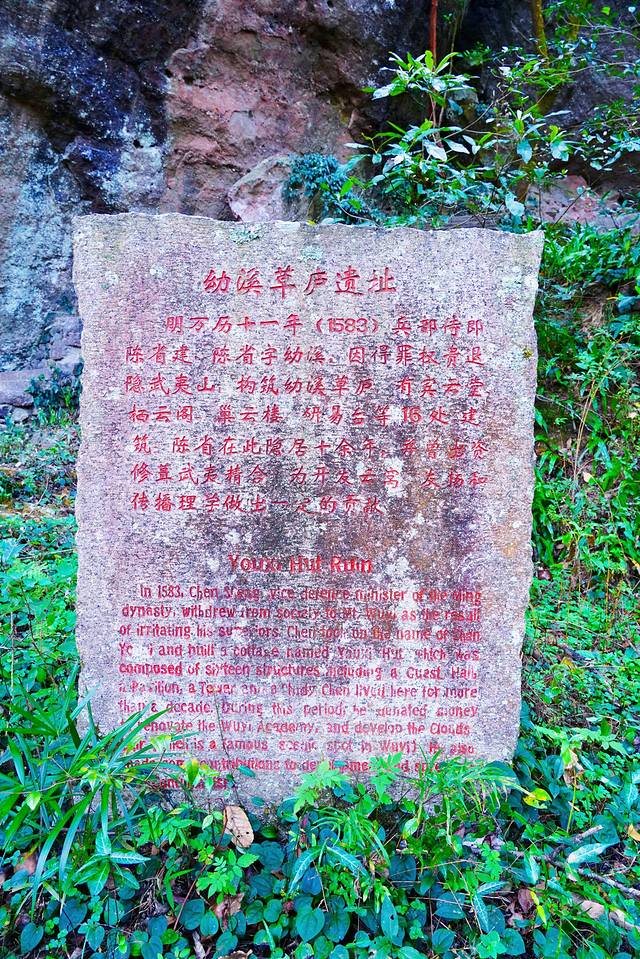 幼溪草庐遗址
明万历十一年（1583）兵部侍郎
陈省建、陈省字幼溪。因得罪权贵退
隐武夷山，构筑幼溪草庐，有宾云堂、
栖云阁、巢云楼、研易台等16处建
筑。陈省在此隐居十余年，并曾出资
修葺武夷精舍，为开发云窝、发扬和
传播理学做出一定的贡献
Youxi Hut Ruin
In 1583, Chen Sheng, vice defence minister of the Ming
dynasty, withdrew from society to Mt. Wuyi as the result
of irritating his superiors. Chen took on the name of Chen
Youxi and built a cottage named Youxi Hut, which was
composed of sixteen structures including a Guest Hall,
a Pavilion, a Tower and a Study. Chen lived here for more
than a decade. During this period, he donated money
renovate the Wuyi Academy, and develop the Clouds
is a famous scenic spot in Wuyi). He also
made some contributions to development and